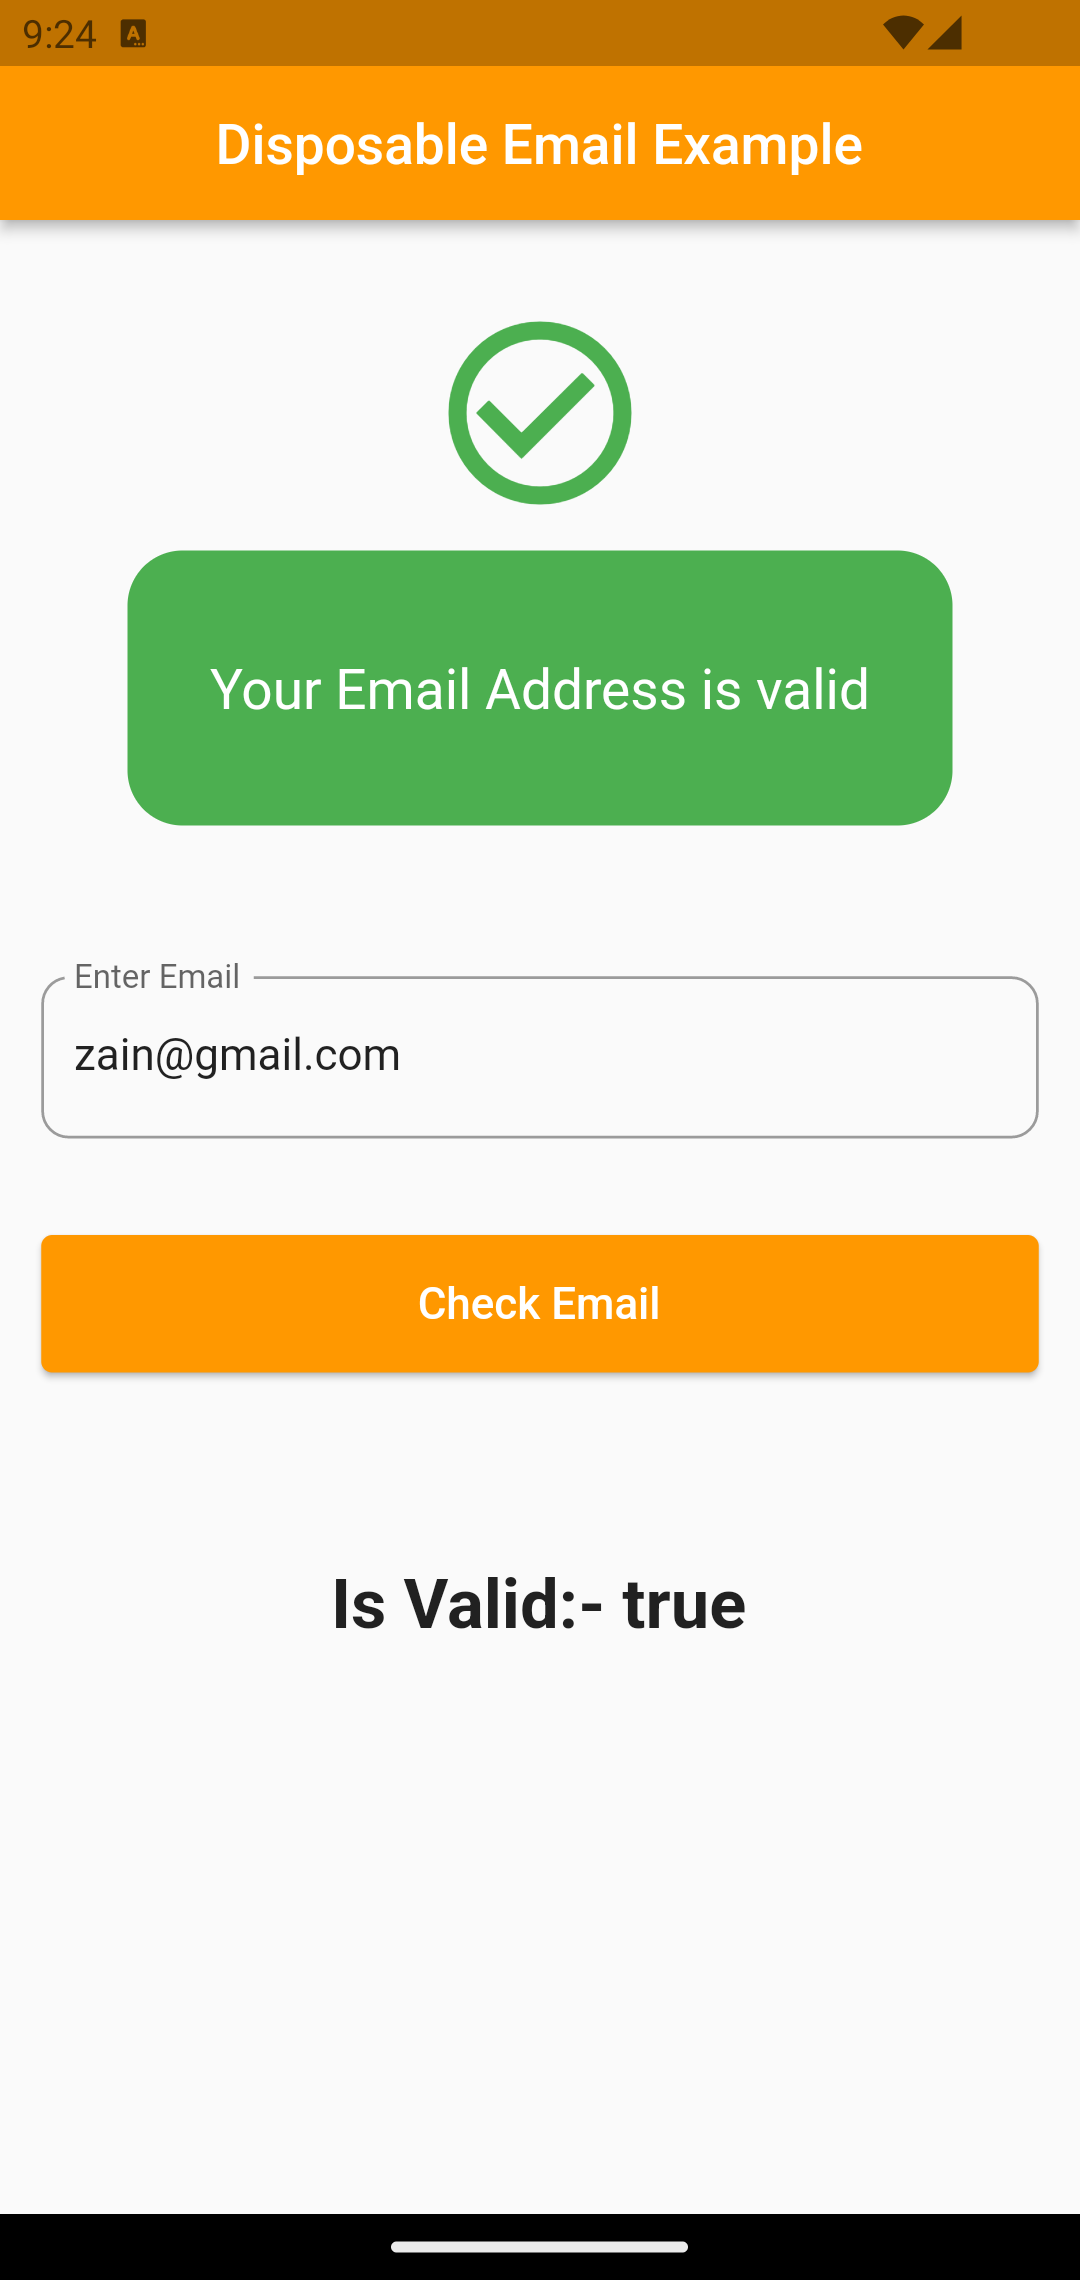 9:24
Disposable Email Example
Your Email Address is valid
Enter Email
zain@gmail.com
Check Email
Is Valid:- true